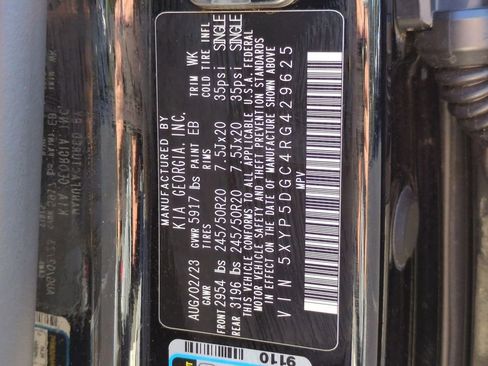 MANUFACTURED BY
KIA GEORGIA, INC.
AUG/02/23 GVWR 5917 lbs PAINT EB TRIM WK
GAWR TIRES RIMS COLD TIRE INFL
FRONT 2954 lbs 245/50R20 7.5Jx20 35psi SINGLE
REAR 3196 lbs 245/50R20 7.5Jx20 35psi SINGLE
THIS VEHICLE CONFORMS TO ALL APPLICABLE U.S.A. FEDERAL
MOTOR VEHICLE SAFETY AND THEFT PREVENTION STANDARDS
IN EFFECT ON THE DATE OF MANUFACTURE SHOWN ABOVE
VIN 5XYP5DGC4RG429625
MPV
9110